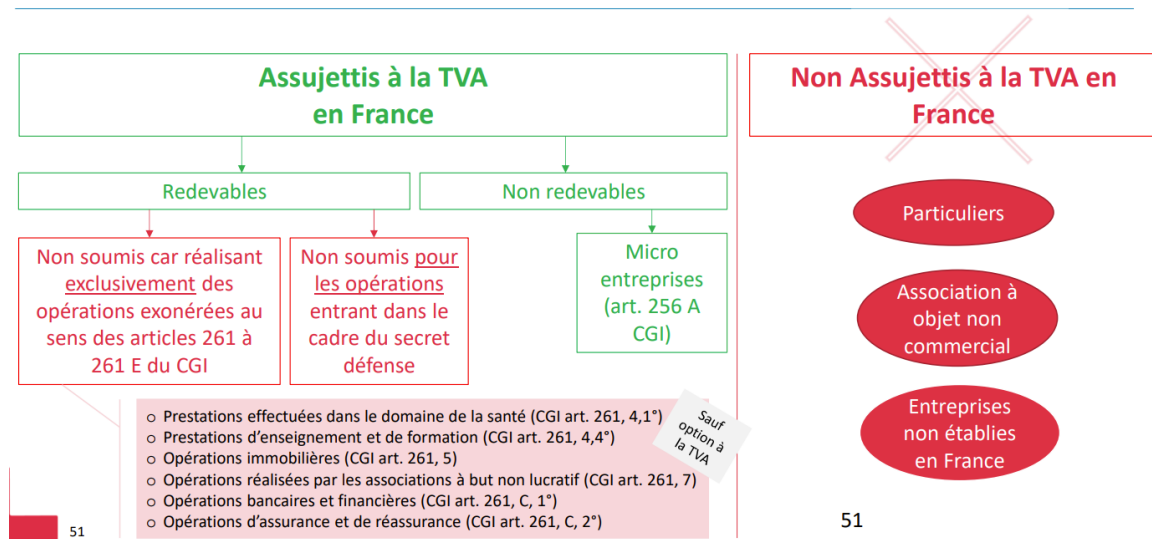 Assujettis à la TVA
en France
Non Assujettis à la TVA en
France
Redevables
Non redevables
Non soumis car réalisant
exclusivement des
opérations exonérées au
sens des articles 261 à
261 E du CGI
Non soumis pour
les opérations
entrant dans le
cadre du secret
défense
Micro
entreprises
(art. 256 A
CGI)
Particuliers
Association à
objet non
commercial
Entreprises
non établies
en France
o Prestations effectuées dans le domaine de la santé (CGI art. 261, 4,1°)
o Prestations d’enseignement et de formation (CGI art. 261, 4,4°)
o Opérations immobilières (CGI art. 261, 5)
o Opérations réalisées par les associations à but non lucratif (CGI art. 261, 7)
o Opérations bancaires et financières (CGI art. 261, C, 1°)
o Opérations d’assurance et de réassurance (CGI art. 261, C, 2°)
Sauf
option à
la TVA
51
51